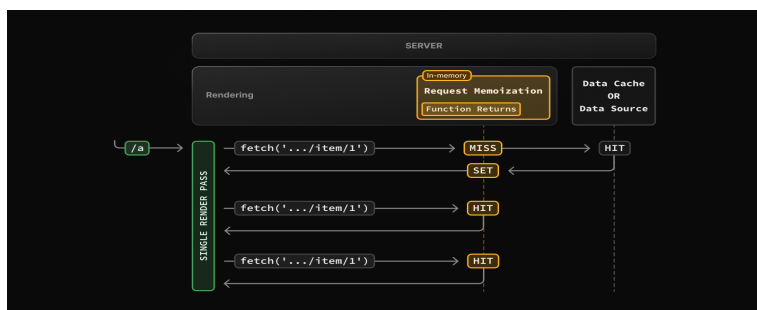 SERVER
Rendering
In-memory
Request Memoization
Function Returns
Data Cache
OR
Data Source
/a
SINGLE RENDER PASS
fetch('.../item/1')
MISS
HIT
SET
fetch('.../item/1')
HIT
fetch('.../item/1')
HIT